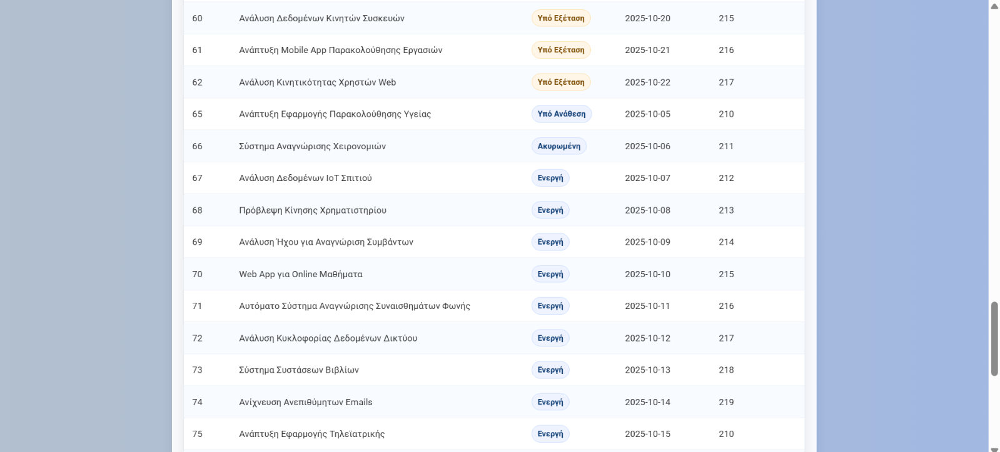 60 Ανάλυση Δεδομένων Κινητών Συσκευών Υπό Εξέταση 2025-10-20 215
61 Ανάπτυξη Mobile App Παρακολούθησης Εργασιών Υπό Εξέταση 2025-10-21 216
62 Ανάλυση Κινητικότητας Χρηστών Web Υπό Εξέταση 2025-10-22 217
65 Ανάπτυξη Εφαρμογής Παρακολούθησης Υγείας Υπό Ανάθεση 2025-10-05 210
66 Σύστημα Αναγνώρισης Χειρονομιών Ακυρωμένη 2025-10-06 211
67 Ανάλυση Δεδομένων IoT Σπιτιού Ενεργή 2025-10-07 212
68 Πρόβλεψη Κίνησης Χρηματιστηρίου Ενεργή 2025-10-08 213
69 Ανάλυση Ήχου για Αναγνώριση Συμβάντων Ενεργή 2025-10-09 214
70 Web App για Online Μαθήματα Ενεργή 2025-10-10 215
71 Αυτόματο Σύστημα Αναγνώρισης Συναισθημάτων Φωνής Ενεργή 2025-10-11 216
72 Ανάλυση Κυκλοφορίας Δεδομένων Δικτύου Ενεργή 2025-10-12 217
73 Σύστημα Συστάσεων Βιβλίων Ενεργή 2025-10-13 218
74 Ανίχνευση Ανεπιθύμητων Emails Ενεργή 2025-10-14 219
75 Ανάπτυξη Εφαρμογής Τηλεϊατρικής Ενεργή 2025-10-15 210